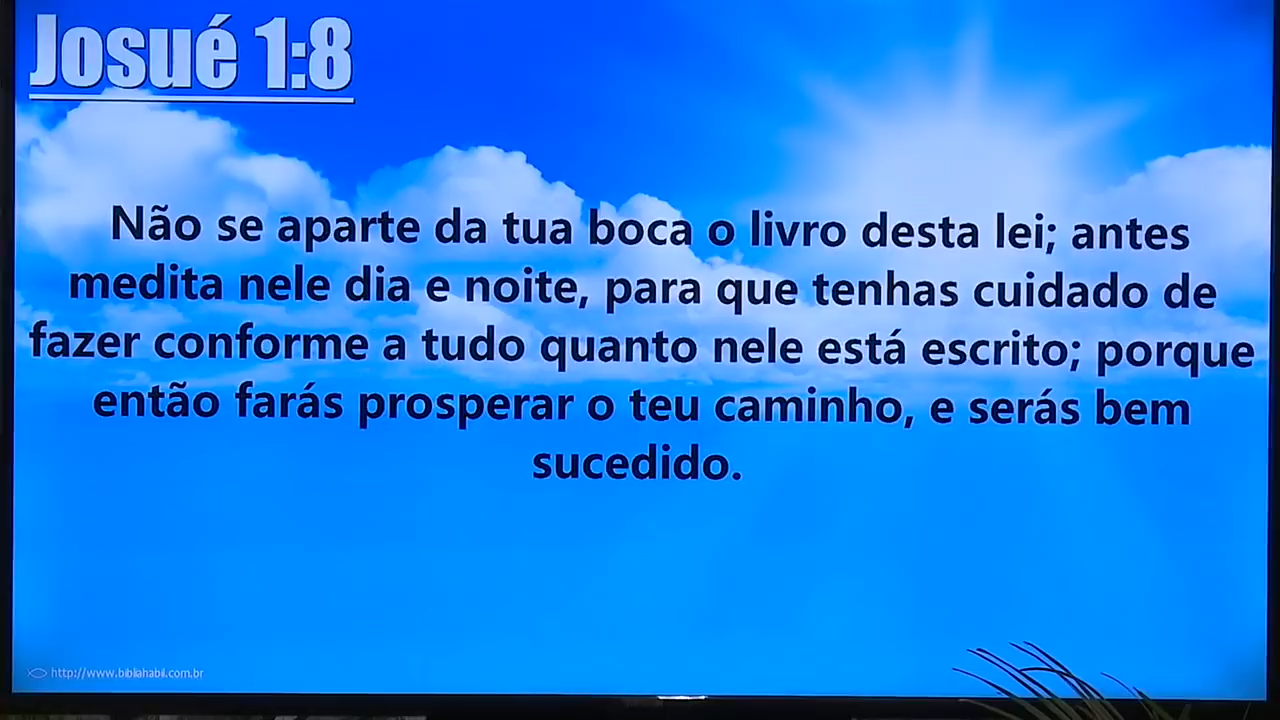 Josué 1:8
Não se aparte da tua boca o livro desta lei; antes
medita nele dia e noite, para que tenhas cuidado de
fazer conforme a tudo quanto nele está escrito; porque
então farás prosperar o teu caminho, e serás bem
sucedido.
http://www.bibliahabil.com.br